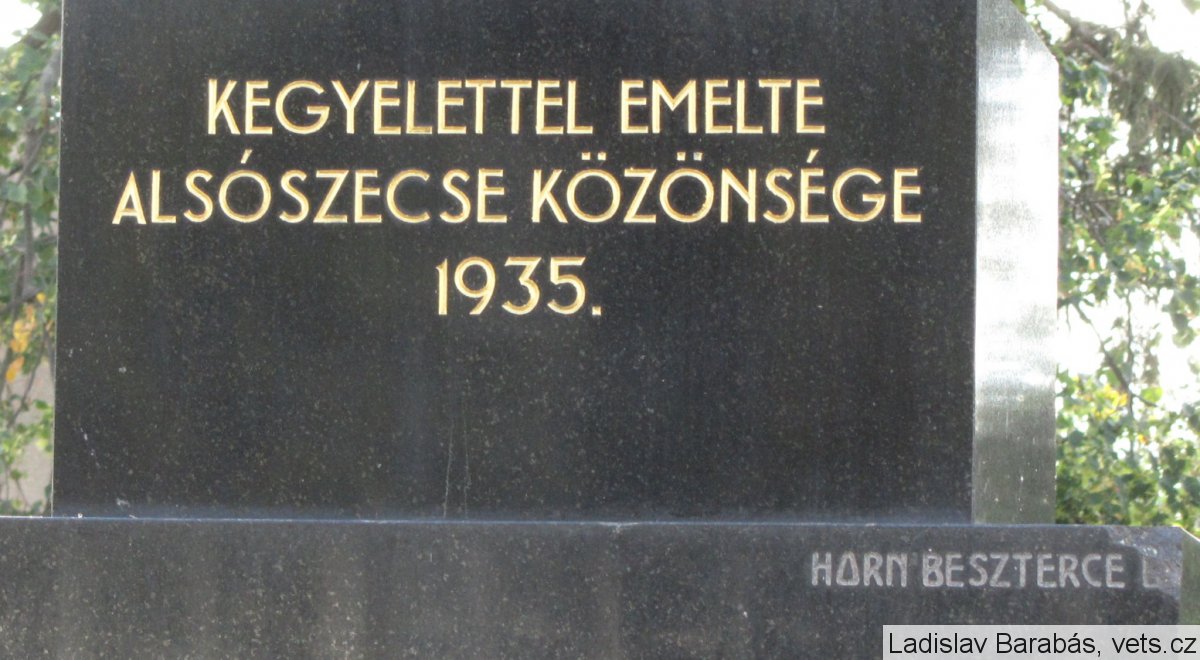 KEGYELETTEL EMELTE
ALSÓSZECSE KÖZÖNSÉGE
1935.
HORN BESZTERCE
Ladislav Barabás, vets.cz